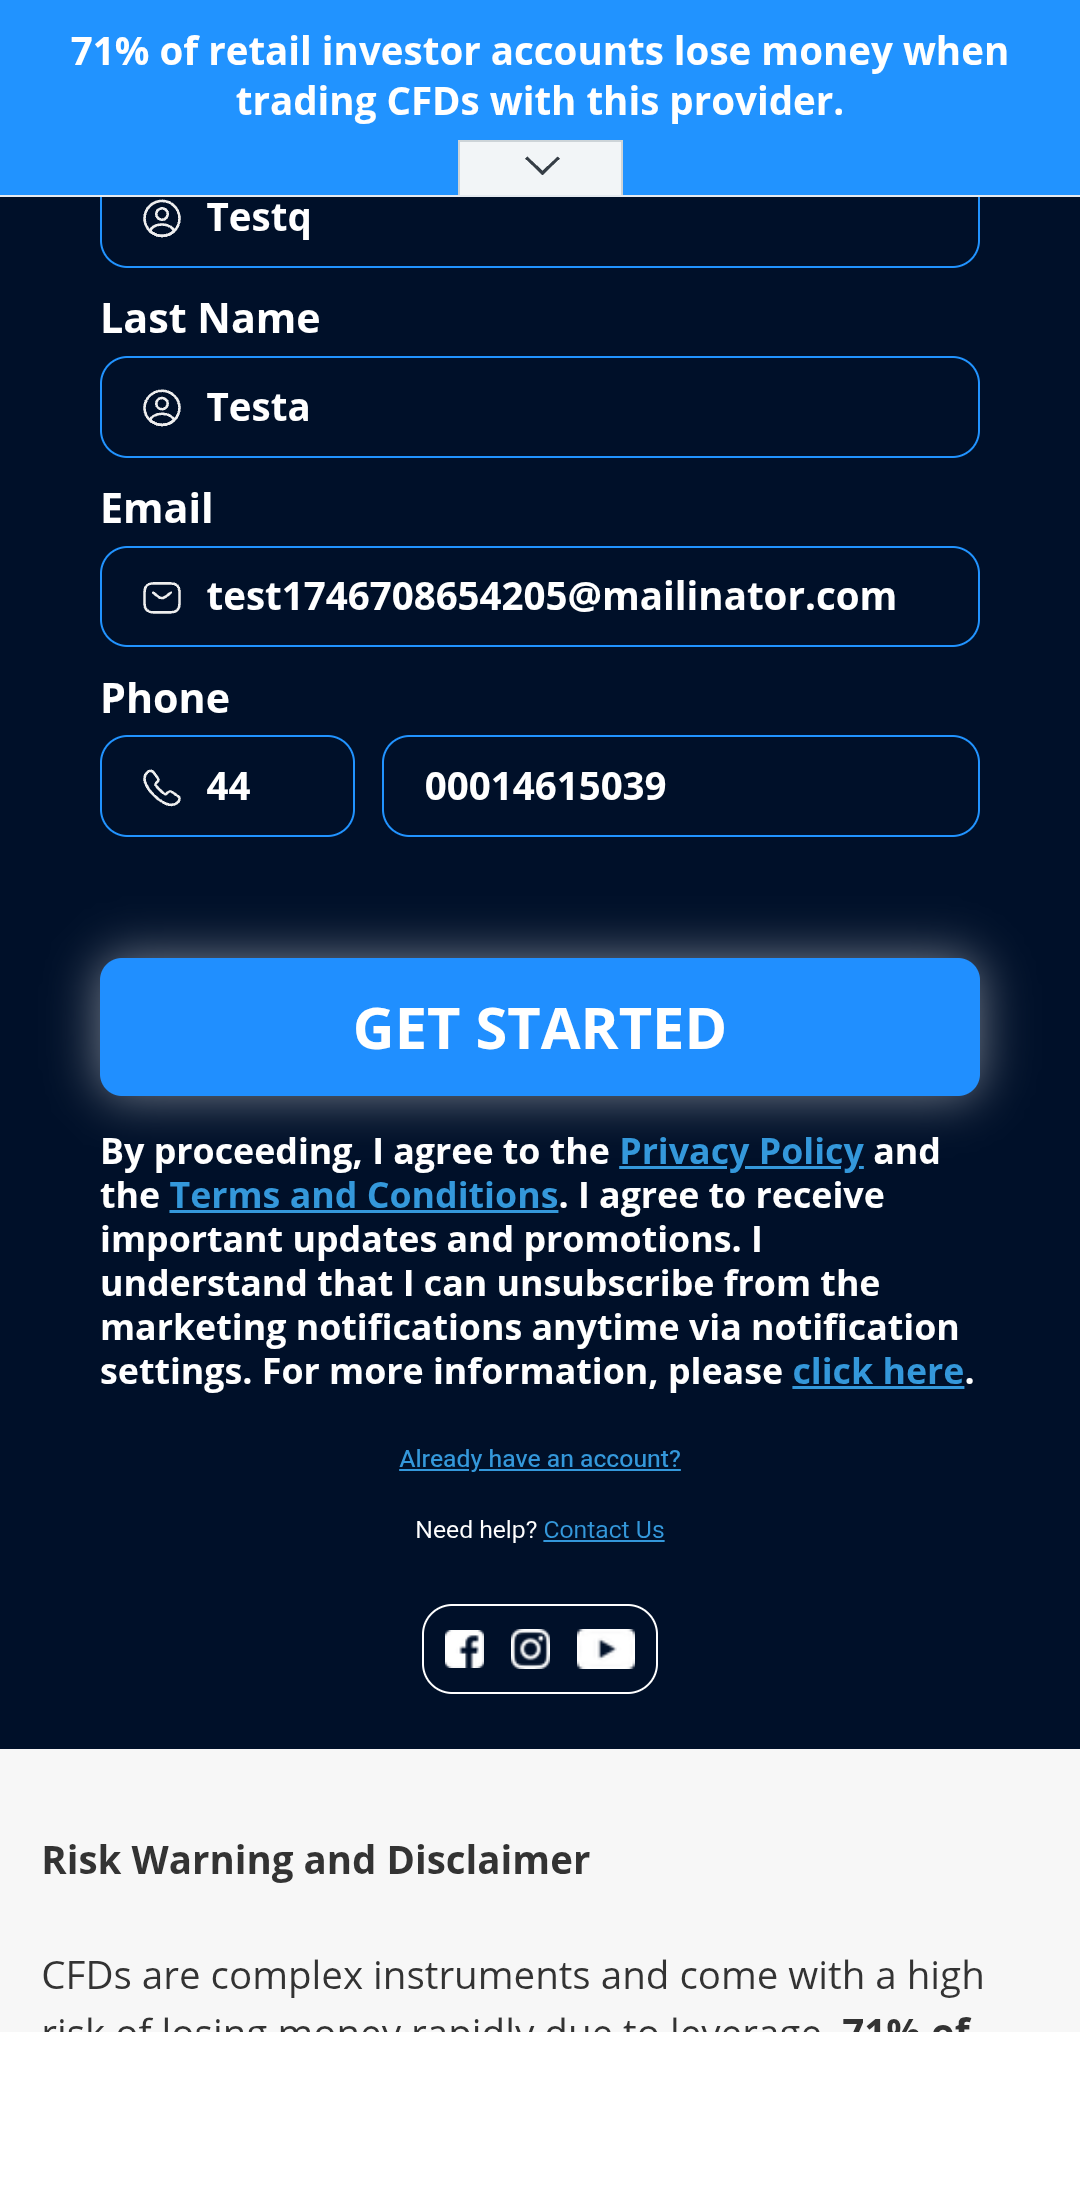 71% of retail investor accounts lose money when
trading CFDs with this provider.
Testq
Last Name
Testa
Email
test1746708654205@mailinator.com
Phone
44 00014615039
GET STARTED
By proceeding, I agree to the Privacy Policy and
the Terms and Conditions. I agree to receive
important updates and promotions. I
understand that I can unsubscribe from the
marketing notifications anytime via notification
settings. For more information, please click here.
Already have an account?
Need help? Contact Us
Risk Warning and Disclaimer
CFDs are complex instruments and come with a high
risk of losing money rapidly due to leverage. 71% of